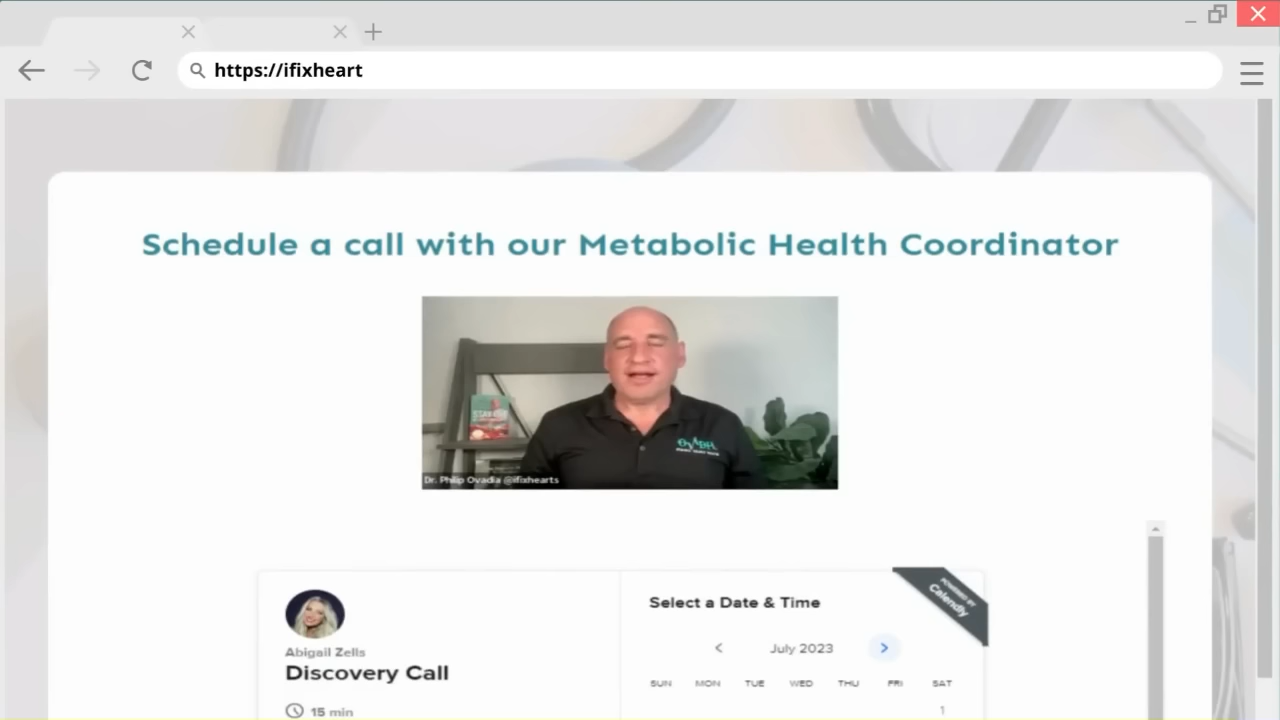 https://ifixheart
Schedule a call with our Metabolic Health Coordinator
Dr. Philip Ovadia @ifixhearts
POWERED BY
Calendly
Select a Date & Time
Abigail Zells
Discovery Call
15 min
July 2023
SUN MON TUE WED THU FRI SAT
1